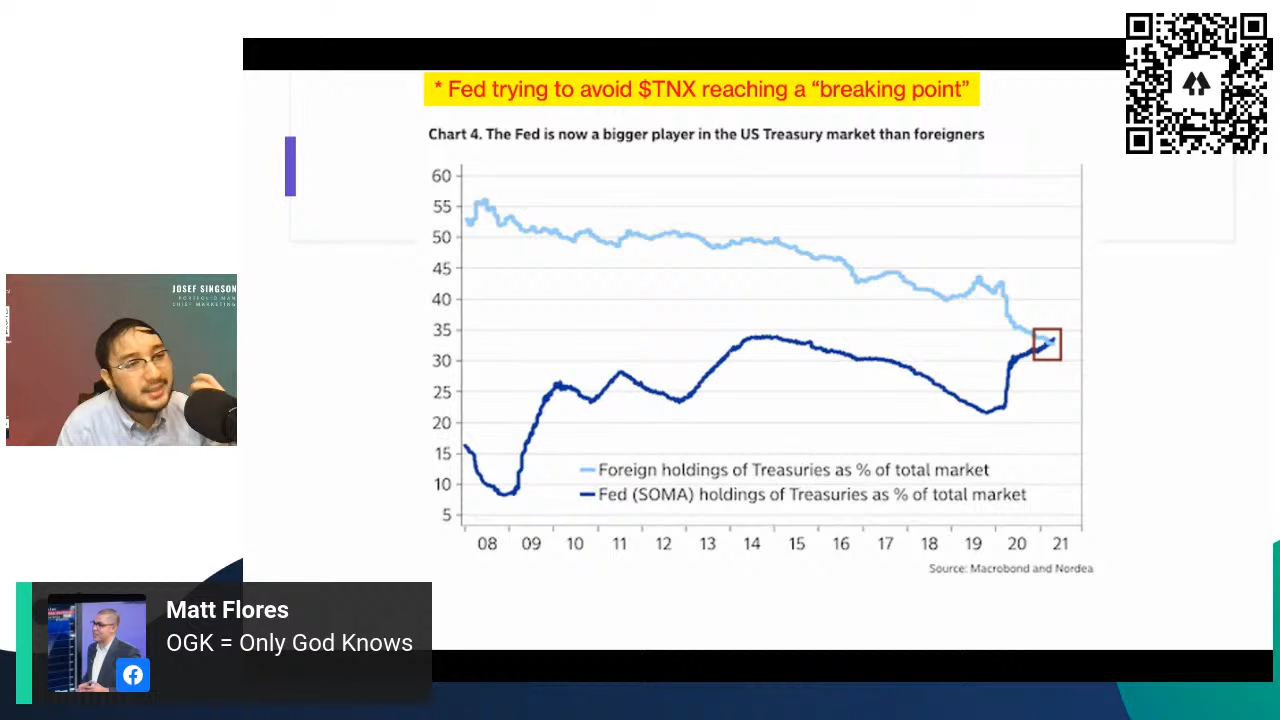 * Fed trying to avoid $TNX reaching a “breaking point”
Chart 4. The Fed is now a bigger player in the US Treasury market than foreigners
60
55
50
45
40
35
30
25
20
15
10
5
Foreign holdings of Treasuries as % of total market
Fed (SOMA) holdings of Treasuries as % of total market
08 09 10 11 12 13 14 15 16 17 18 19 20 21
Source: Macrobond and Nordea
JOSEF SINGSON
PORTFOLIO MAN
CHIEF MARKETING
Matt Flores
OGK = Only God Knows